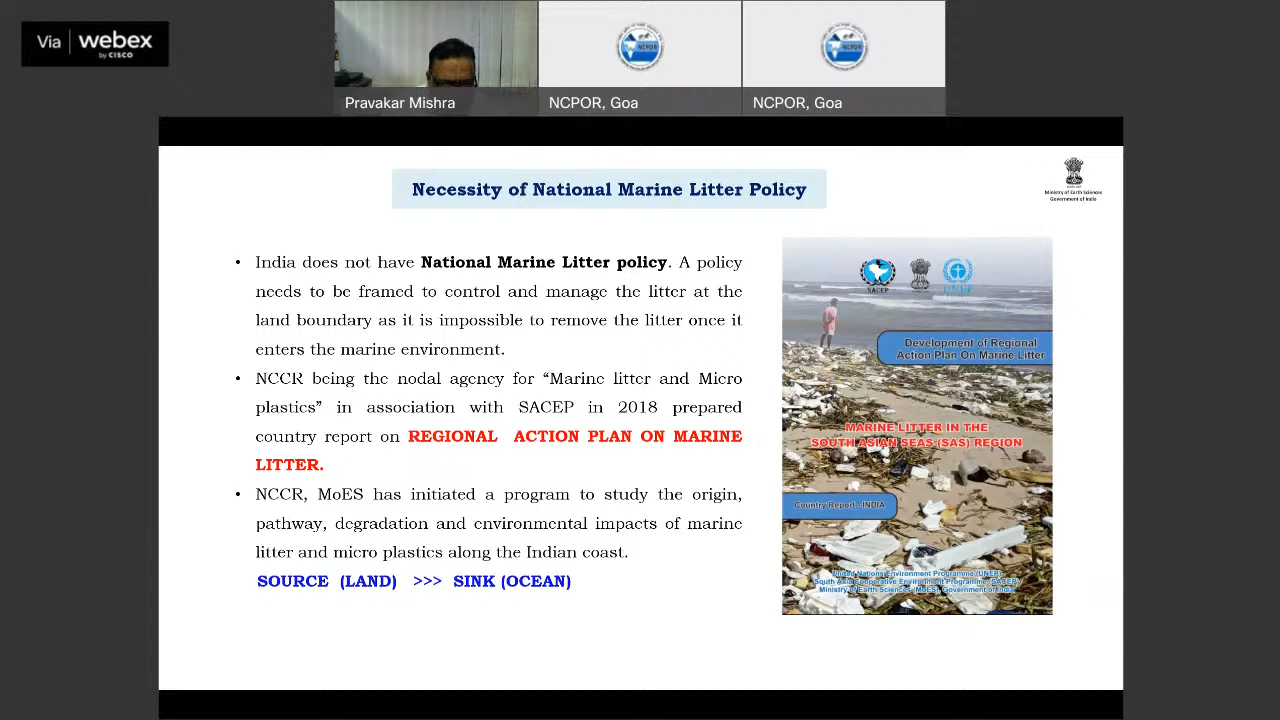 Via webex
by CISCO
NCPOR
NCPOR
Pravakar Mishra
NCPOR, Goa
NCPOR, Goa
Necessity of National Marine Litter Policy
Ministry of Earth Sciences
Government of India
• India does not have National Marine Litter policy. A policy
needs to be framed to control and manage the litter at the
land boundary as it is impossible to remove the litter once it
enters the marine environment.
• NCCR being the nodal agency for “Marine litter and Micro
plastics” in association with SACEP in 2018 prepared
country report on REGIONAL ACTION PLAN ON MARINE
LITTER.
• NCCR, MoES has initiated a program to study the origin,
pathway, degradation and environmental impacts of marine
litter and micro plastics along the Indian coast.
SOURCE (LAND) >>> SINK (OCEAN)
SACEP
UNEP
Development of Regional
Action Plan On Marine Litter
MARINE LITTER IN THE
SOUTH ASIAN SEAS (SAS) REGION
Country Report - INDIA
United Nations Environment Programme (UNEP)
South Asia Cooperative Environment Programme (SACEP)
Ministry of Earth Sciences (MoES), Government of India